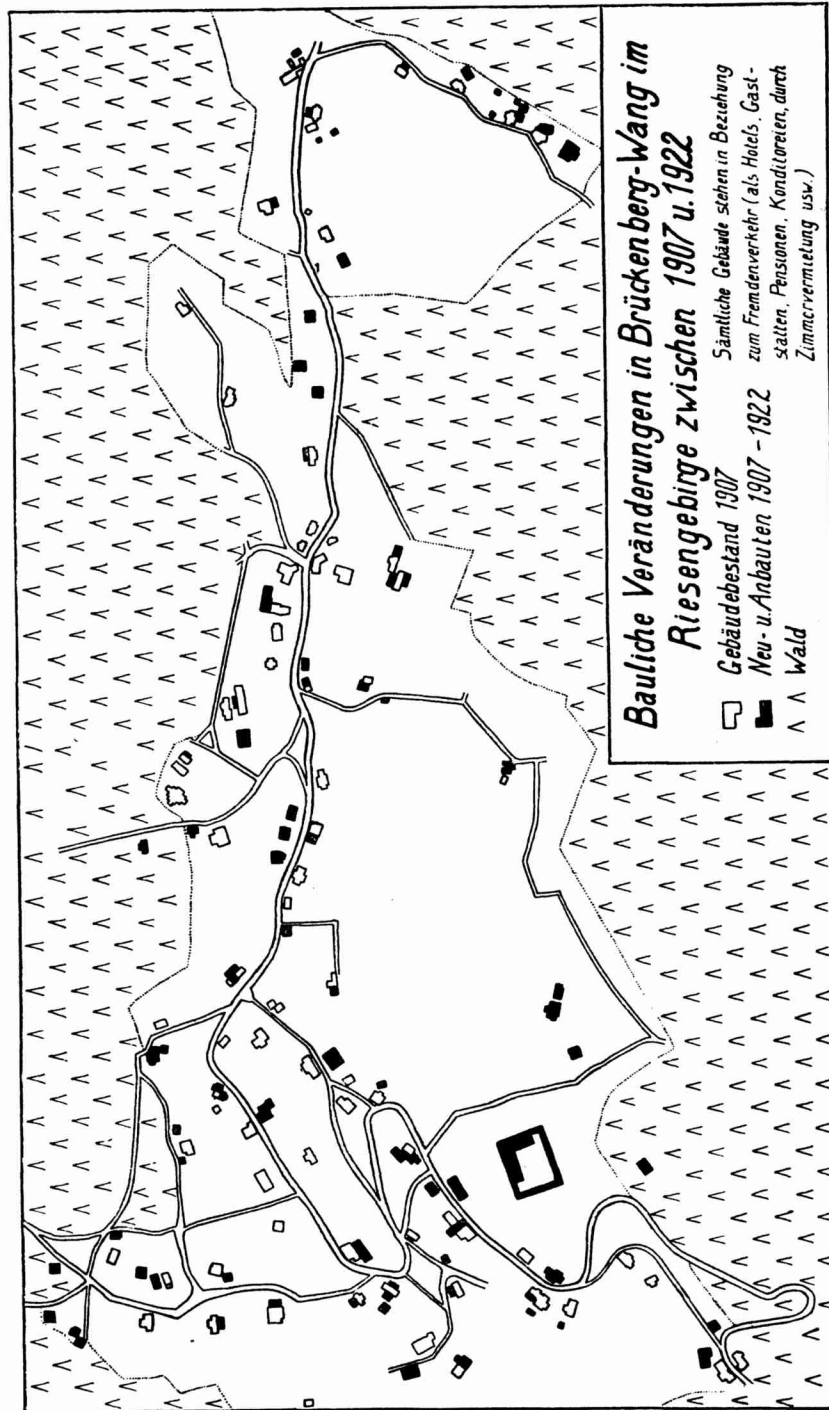 Bauliche Veränderungen in Brückenberg-Wang im
Riesengebirge zwischen 1907 u. 1922
Gebäudebestand 1907
Neu- u. Anbauten 1907 - 1922
Wald
Sämtliche Gebäude stehen in Beziehung
zum Fremdenverkehr (als Hotels, Gast-
stätten, Pensionen, Konditoreien, durch
Zimmervermietung usw.)